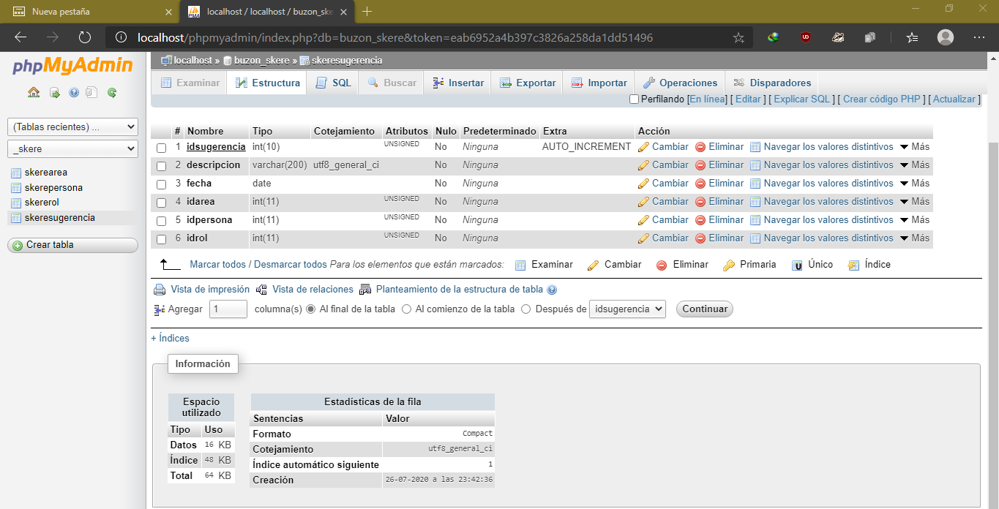 Nueva pestaña
localhost / localhost / buzon_ske
localhost/phpmyadmin/index.php?db=buzon_skere&token=eab6952a4b397c3826a258da1dd51496
phpMyAdmin
(Tablas recientes) ...
_skere
skerearea
skerepersona
skererol
skeresugerencia
Crear tabla
localhost » buzon_skere » skeresugerencia
Examinar Estructura SQL Buscar Insertar Exportar Importar Operaciones Disparadores
Perfilando [En línea] [ Editar ] [ Explicar SQL ] [ Crear código PHP ] [ Actualizar ]
# Nombre Tipo Cotejamiento Atributos Nulo Predeterminado Extra Acción
1 idsugerencia int(10) UNSIGNED No Ninguna AUTO_INCREMENT Cambiar Eliminar Navegar los valores distintivos Más
2 descripcion varchar(200) utf8_general_ci No Ninguna Cambiar Eliminar Navegar los valores distintivos Más
3 fecha date No Ninguna Cambiar Eliminar Navegar los valores distintivos Más
4 idarea int(11) UNSIGNED No Ninguna Cambiar Eliminar Navegar los valores distintivos Más
5 idpersona int(11) UNSIGNED No Ninguna Cambiar Eliminar Navegar los valores distintivos Más
6 idrol int(11) UNSIGNED No Ninguna Cambiar Eliminar Navegar los valores distintivos Más
Marcar todos / Desmarcar todos Para los elementos que están marcados: Examinar Cambiar Eliminar Primaria Único Índice
Vista de impresión Vista de relaciones Planteamiento de la estructura de tabla
Agregar 1 columna(s) Al final de la tabla Al comienzo de la tabla Después de idsugerencia Continuar
+ Índices
Información
Espacio
utilizado
Tipo Uso
Datos 16 KB
Índice 48 KB
Total 64 KB
Estadísticas de la fila
Sentencias Valor
Formato Compact
Cotejamiento utf8_general_ci
Índice automático siguiente 1
Creación 26-07-2020 a las 23:42:36